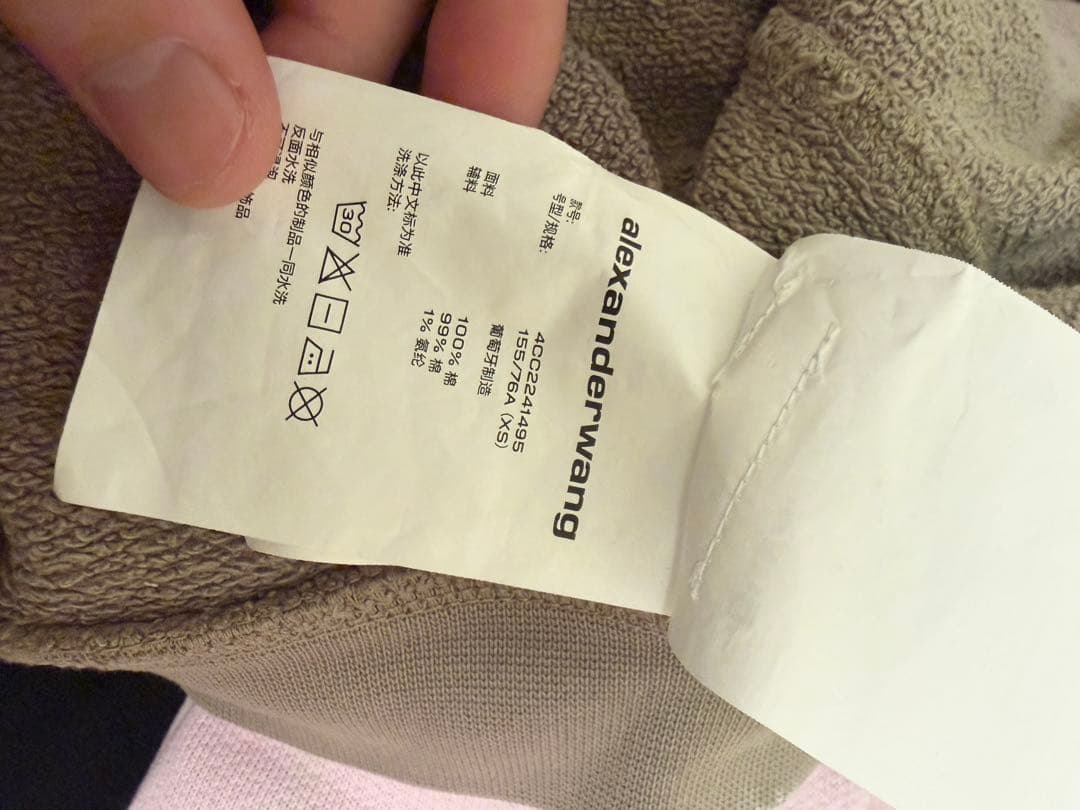 alexanderwang
款号: 4CC2241495
号型/规格: 155/76A (XS)
葡萄牙制造
面料 100% 棉
辅料 99% 棉
1% 氨纶
以此中文标为准
洗涤方法:
30
与相似颜色的制品一同水洗
反面水洗
饰品